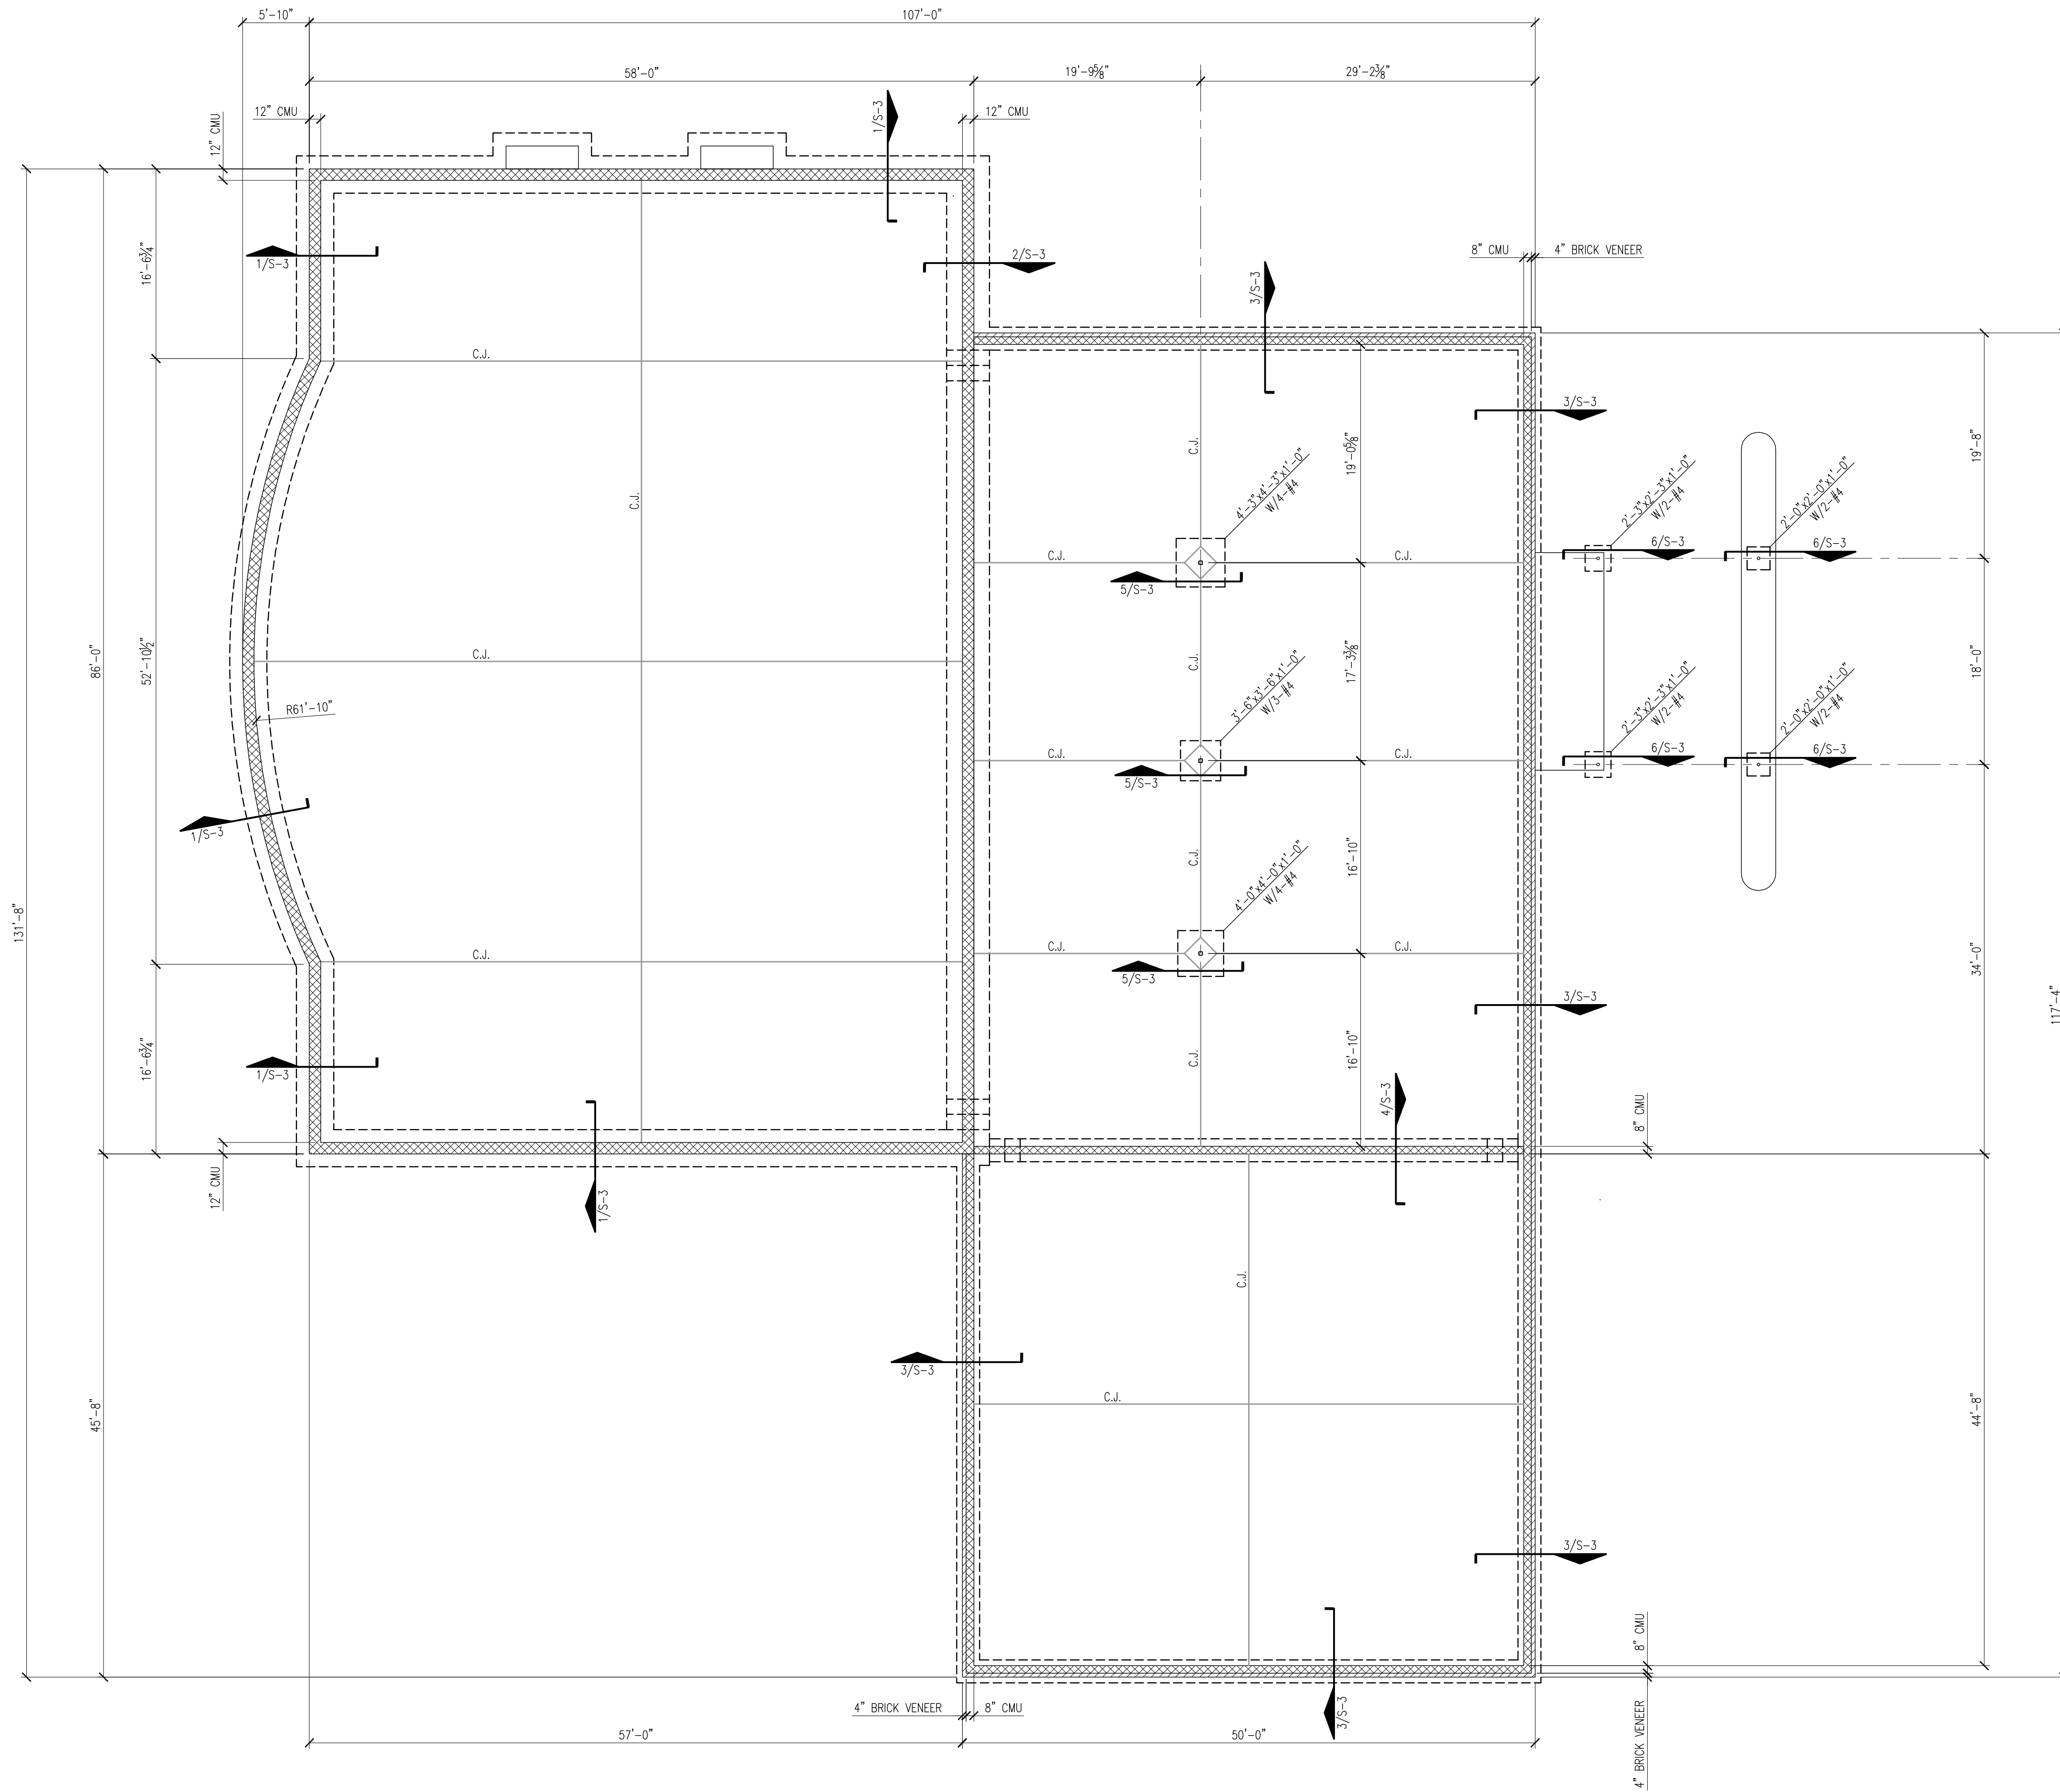 5'-10"
107'-0"
58'-0"
19'-9⅝"
29'-2⅜"
12" CMU
12" CMU
12" CMU
1/S-3
1/S-3
2/S-3
3/S-3
8" CMU
4" BRICK VENEER
16'-6¾"
C.J.
3/S-3
C.J.
C.J.
19'-0⅝"
19'-8"
4'-3"x4'-3"x1'-0"
W/4-#4
2'-3"x2'-3"x1'-0"
W/2-#4
2'-0"x2'-0"x1'-0"
W/2-#4
6/S-3
6/S-3
C.J.
C.J.
5/S-3
86'-0"
52'-10½"
C.J.
C.J.
17'-3⅜"
18'-0"
3'-6"x3'-6"x1'-0"
W/3-#4
2'-3"x2'-3"x1'-0"
W/2-#4
2'-0"x2'-0"x1'-0"
W/2-#4
R61'-10"
6/S-3
6/S-3
C.J.
C.J.
5/S-3
1/S-3
C.J.
16'-10"
4'-0"x4'-0"x1'-0"
W/4-#4
131'-8"
C.J.
C.J.
C.J.
5/S-3
34'-0"
3/S-3
117'-4"
16'-6¾"
1/S-3
C.J.
16'-10"
4/S-3
8" CMU
12" CMU
1/S-3
C.J.
3/S-3
C.J.
45'-8"
44'-8"
3/S-3
8" CMU
4" BRICK VENEER
8" CMU
3/S-3
4" BRICK VENEER
57'-0"
50'-0"